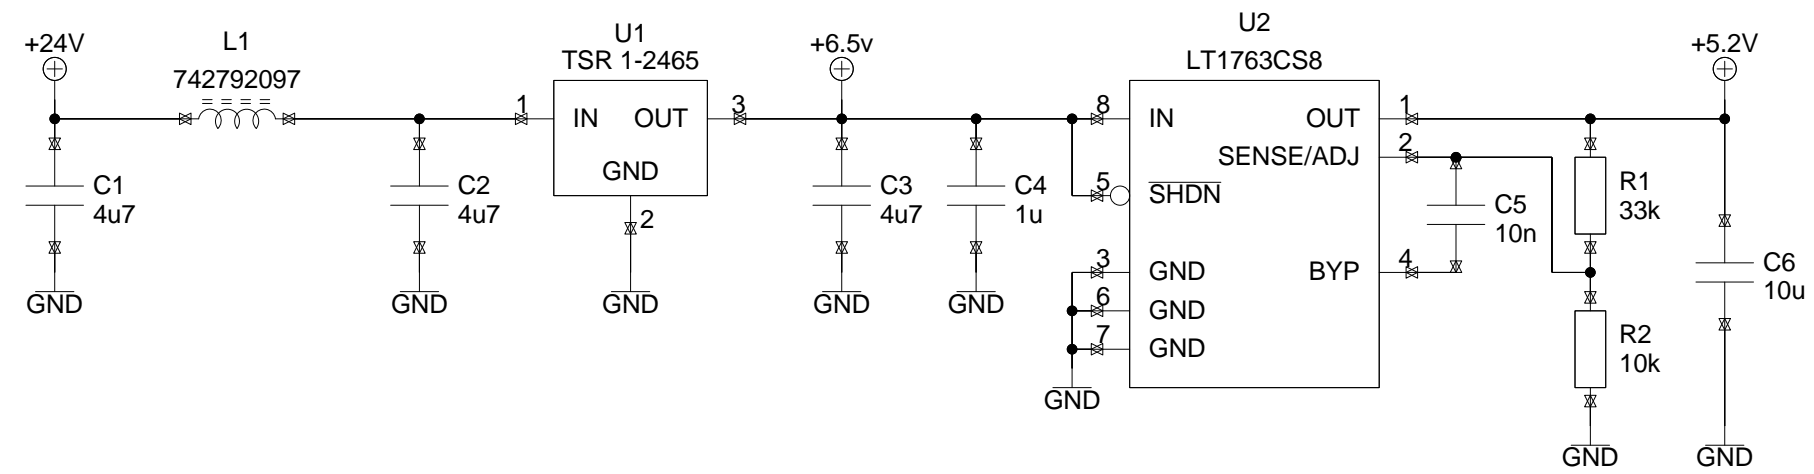 +24V
L1
742792097
U1
TSR 1-2465
+6.5v
U2
LT1763CS8
+5.2V
1
IN
OUT
3
GND
2
8
IN
OUT
1
SENSE/ADJ
2
5
SHDN
3
GND
BYP
4
6
GND
7
GND
C1
4u7
C2
4u7
C3
4u7
C4
1u
C5
10n
R1
33k
C6
10u
R2
10k
GND
GND
GND
GND
GND
GND
GND
GND